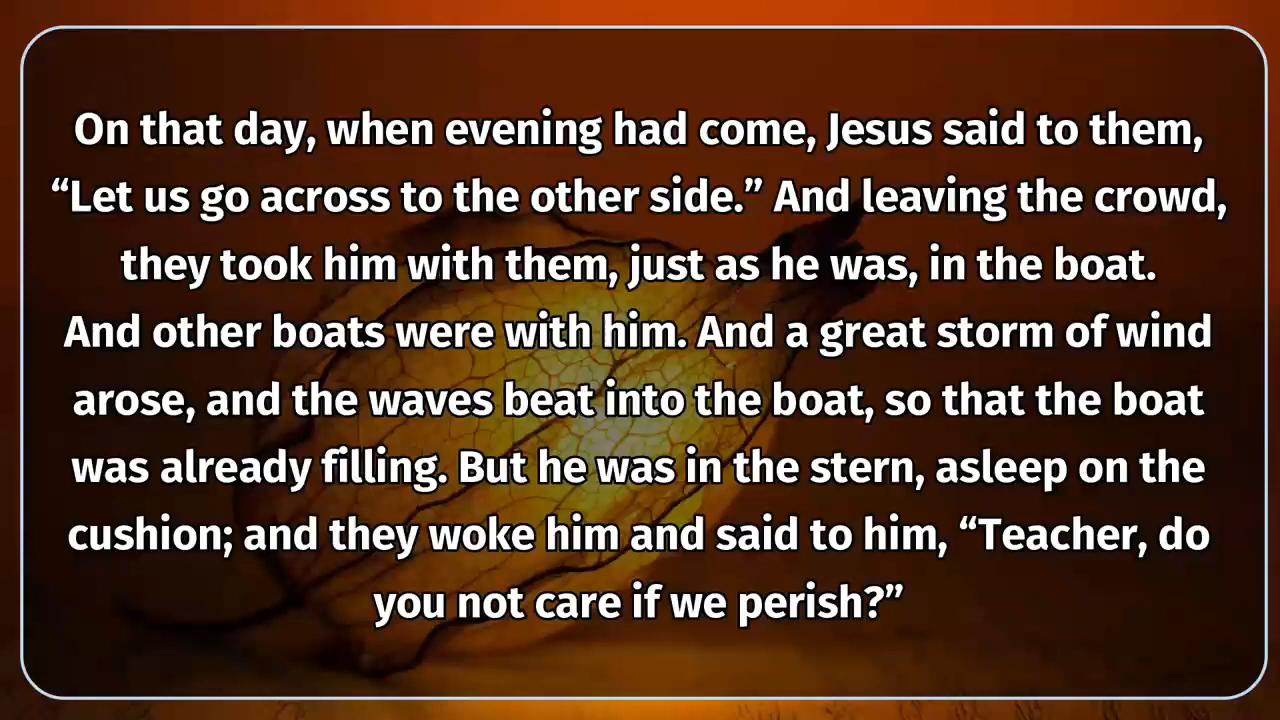 On that day, when evening had come, Jesus said to them,
“Let us go across to the other side.” And leaving the crowd,
they took him with them, just as he was, in the boat.
And other boats were with him. And a great storm of wind
arose, and the waves beat into the boat, so that the boat
was already filling. But he was in the stern, asleep on the
cushion; and they woke him and said to him, “Teacher, do
you not care if we perish?”